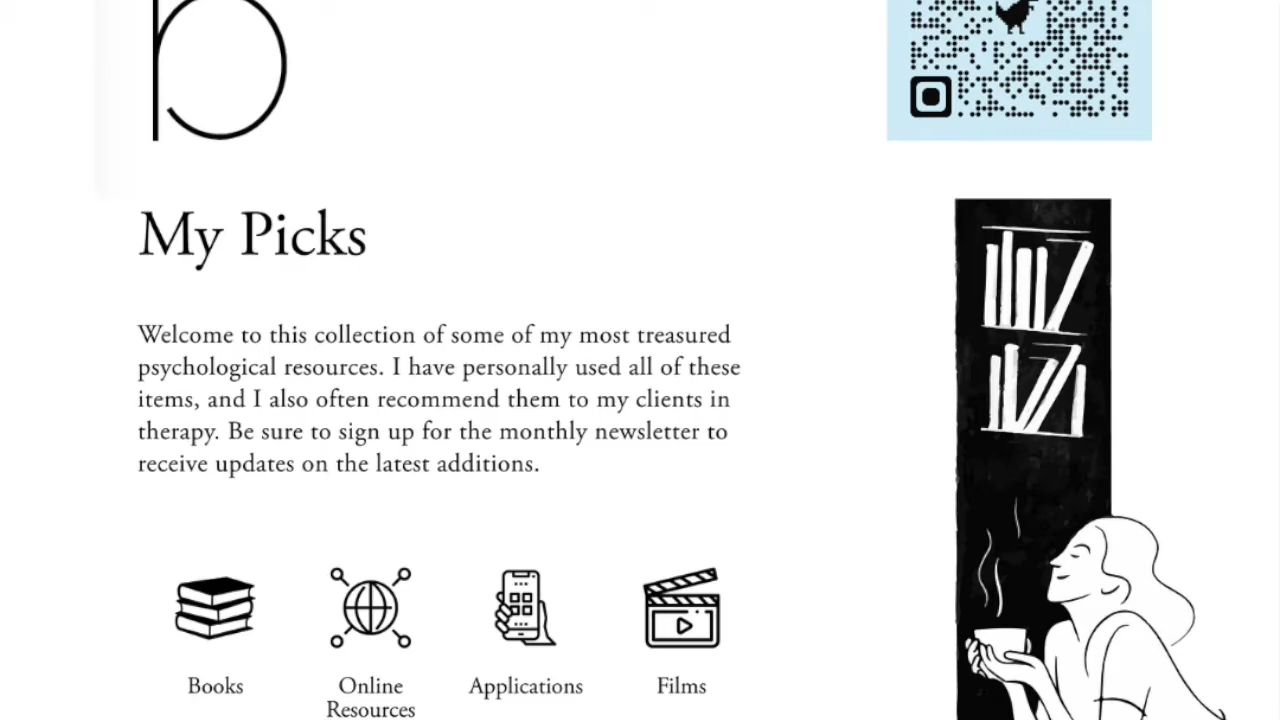 b
My Picks
Welcome to this collection of some of my most treasured
psychological resources. I have personally used all of these
items, and I also often recommend them to my clients in
therapy. Be sure to sign up for the monthly newsletter to
receive updates on the latest additions.
Books
Online
Resources
Applications
Films